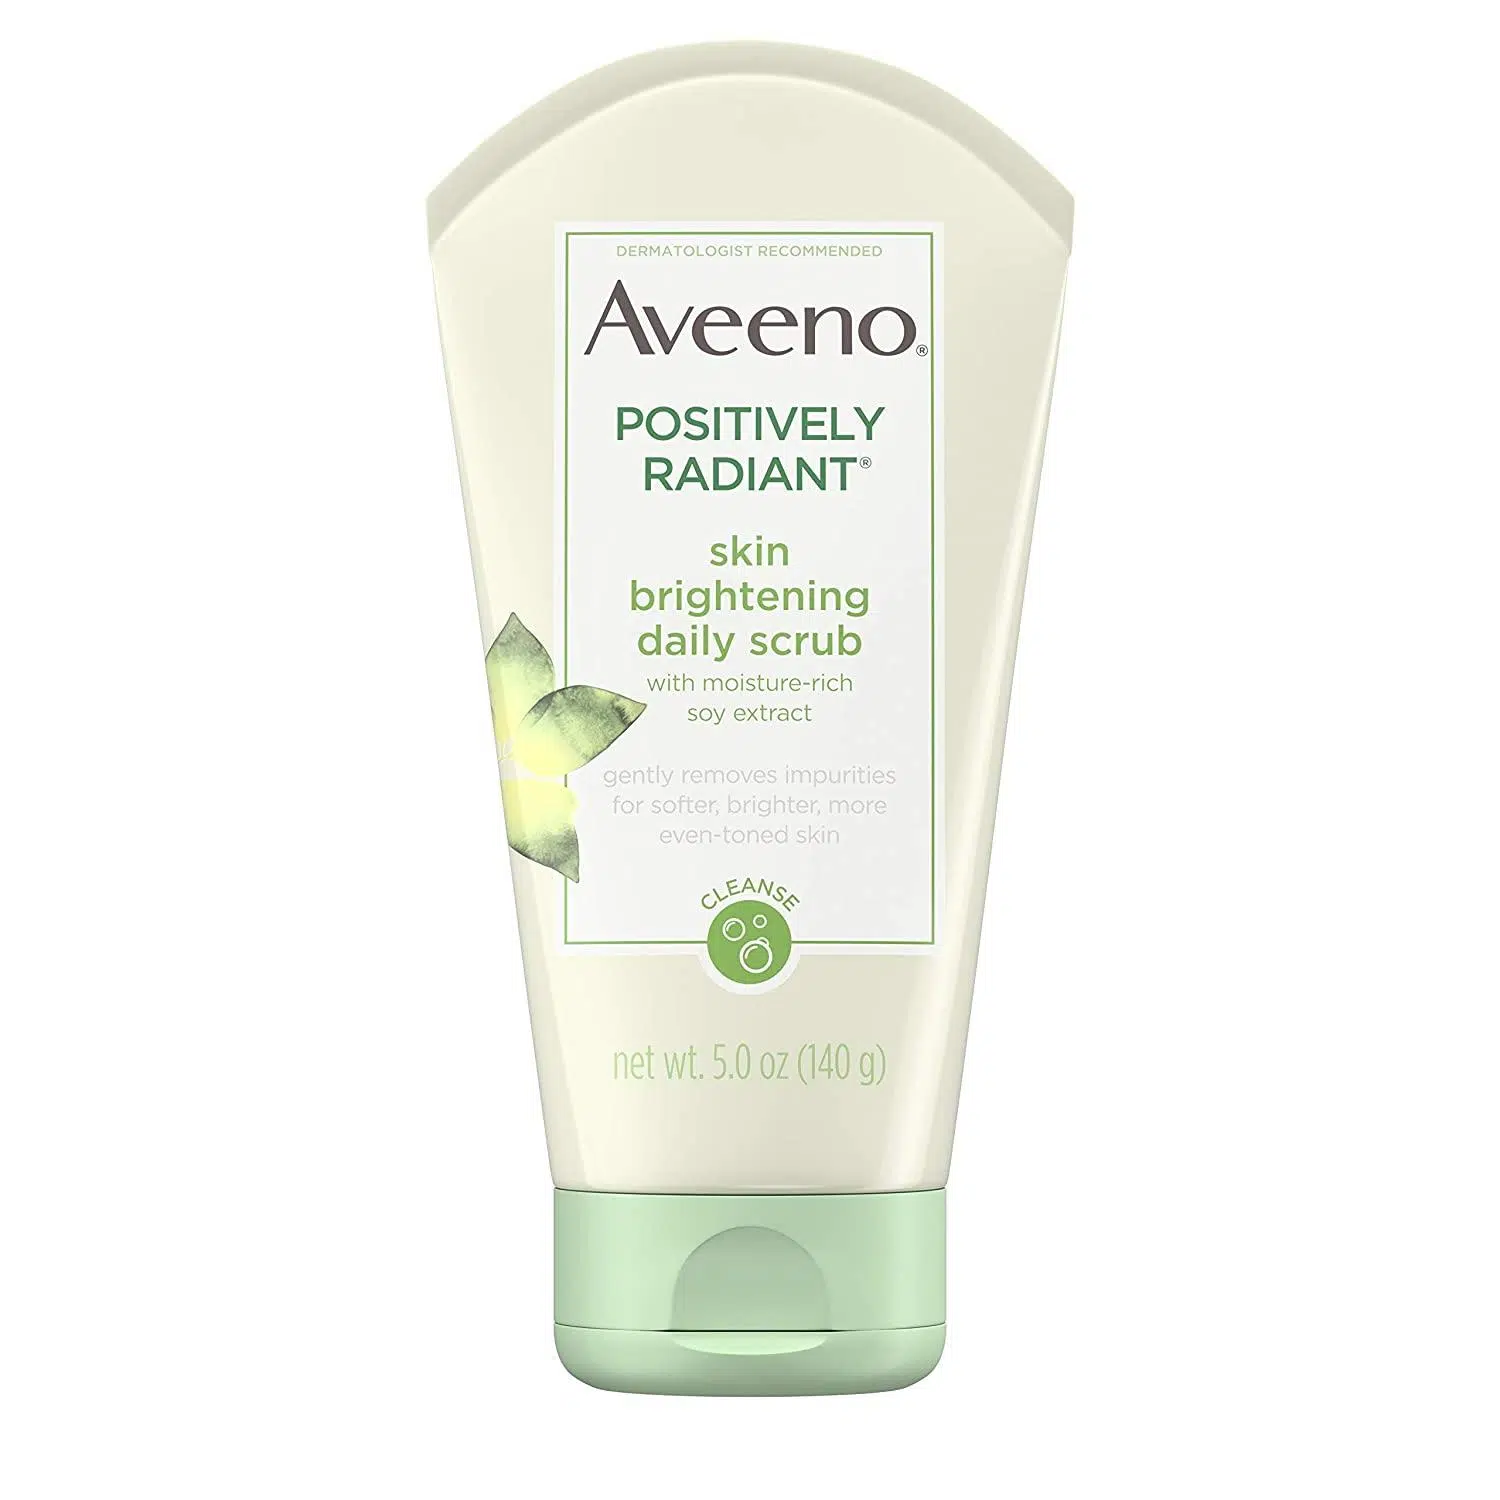 DERMATOLOGIST RECOMMENDED
Aveeno®
POSITIVELY
RADIANT®
skin
brightening
daily scrub
with moisture-rich
soy extract
gently removes impurities
for softer, brighter, more
even-toned skin
CLEANSE
net wt. 5.0 oz (140 g)